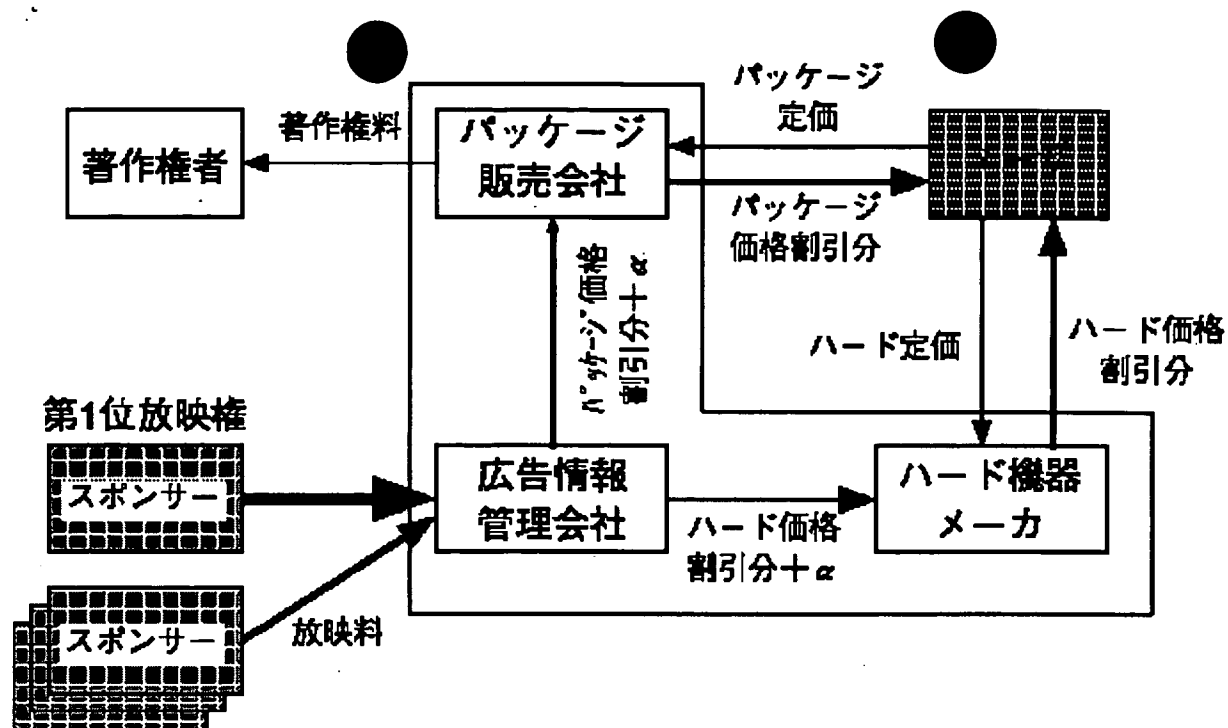 パッケージ
定価
著作権者
著作権料
パッケージ
販売会社
パッケージ
価格割引分
パッケージ価格
割引分+α
ハード定価
ハード価格
割引分
第1位放映権
スポンサー
広告情報
管理会社
ハード価格
割引分+α
ハード機器
メーカ
スポンサー
放映料